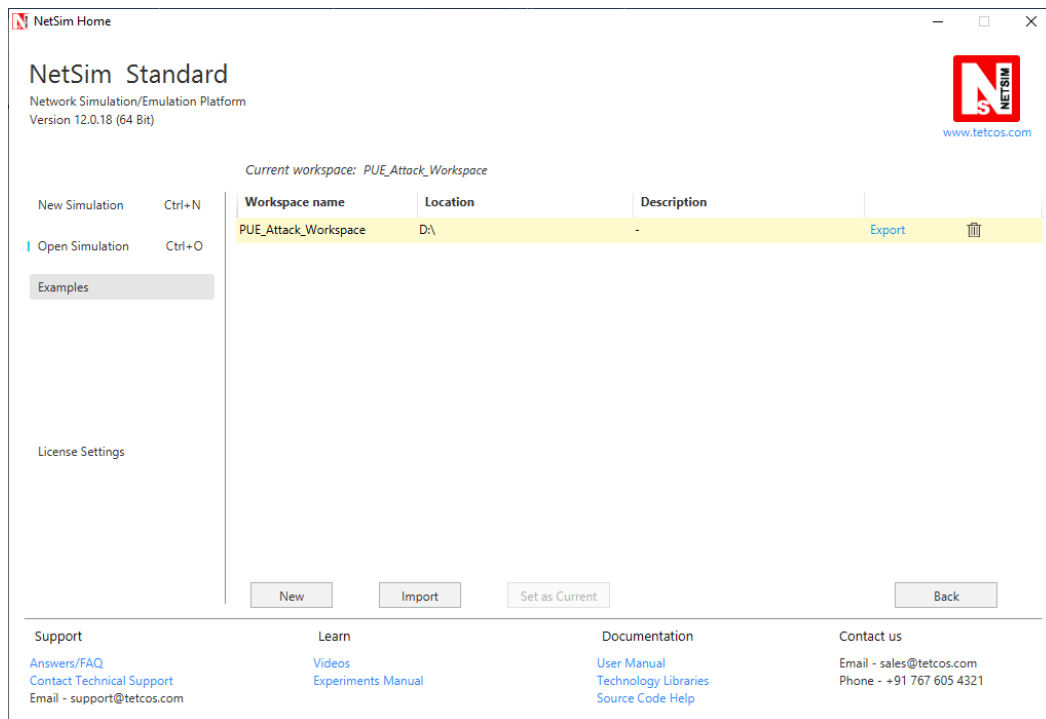 NetSim Home
NetSim Standard
Network Simulation/Emulation Platform
Version 12.0.18 (64 Bit)
N
S
NETSIM
www.tetcos.com
Current workspace: PUE_Attack_Workspace
New Simulation Ctrl+N
Open Simulation Ctrl+O
Examples
License Settings
Workspace name Location Description
PUE_Attack_Workspace D:\ - Export
New Import Set as Current Back
Support
Answers/FAQ
Contact Technical Support
Email - support@tetcos.com
Learn
Videos
Experiments Manual
Documentation
User Manual
Technology Libraries
Source Code Help
Contact us
Email - sales@tetcos.com
Phone - +91 767 605 4321